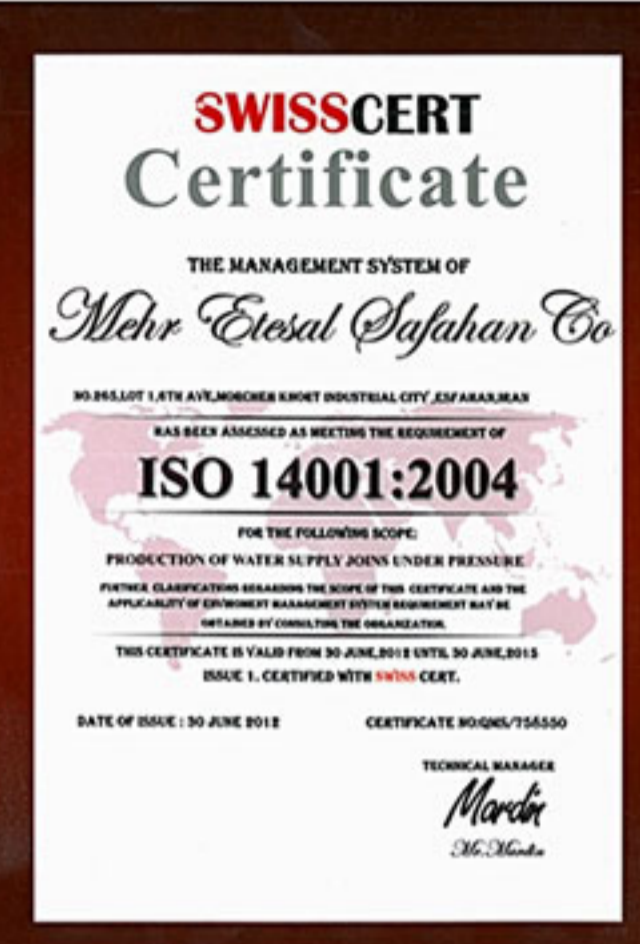 SWISSCERT
Certificate
THE MANAGEMENT SYSTEM OF
Mehr Etesal Safahan Co
NO.265,LOT 1,6TH AVE,MORCHEH KHORT INDUSTRIAL CITY ,ESFAHAN,IRAN
HAS BEEN ASSESSED AS MEETING THE REQUIREMENT OF
ISO 14001:2004
FOR THE FOLLOWING SCOPE:
PRODUCTION OF WATER SUPPLY JOINS UNDER PRESSURE
FURTHER CLARIFICATIONS REGARDING THE SCOPE OF THIS CERTIFICATE AND THE
APPLICABLITY OF MANAGEMENT SYSTEM REQUIREMENT MAY BE
OBTAINED BY CONSULTING THE ORGANIZATION.
THIS CERTIFICATE IS VALID FROM 30 JUNE,2012 UNTIL 30 JUNE,2015
ISSUE 1. CERTIFIED WITH SWISS CERT.
DATE OF ISSUE : 30 JUNE 2012
CERTIFICATE NO:QMS/
TECHNICAL MANAGER
Mardin
Mr.Mardin